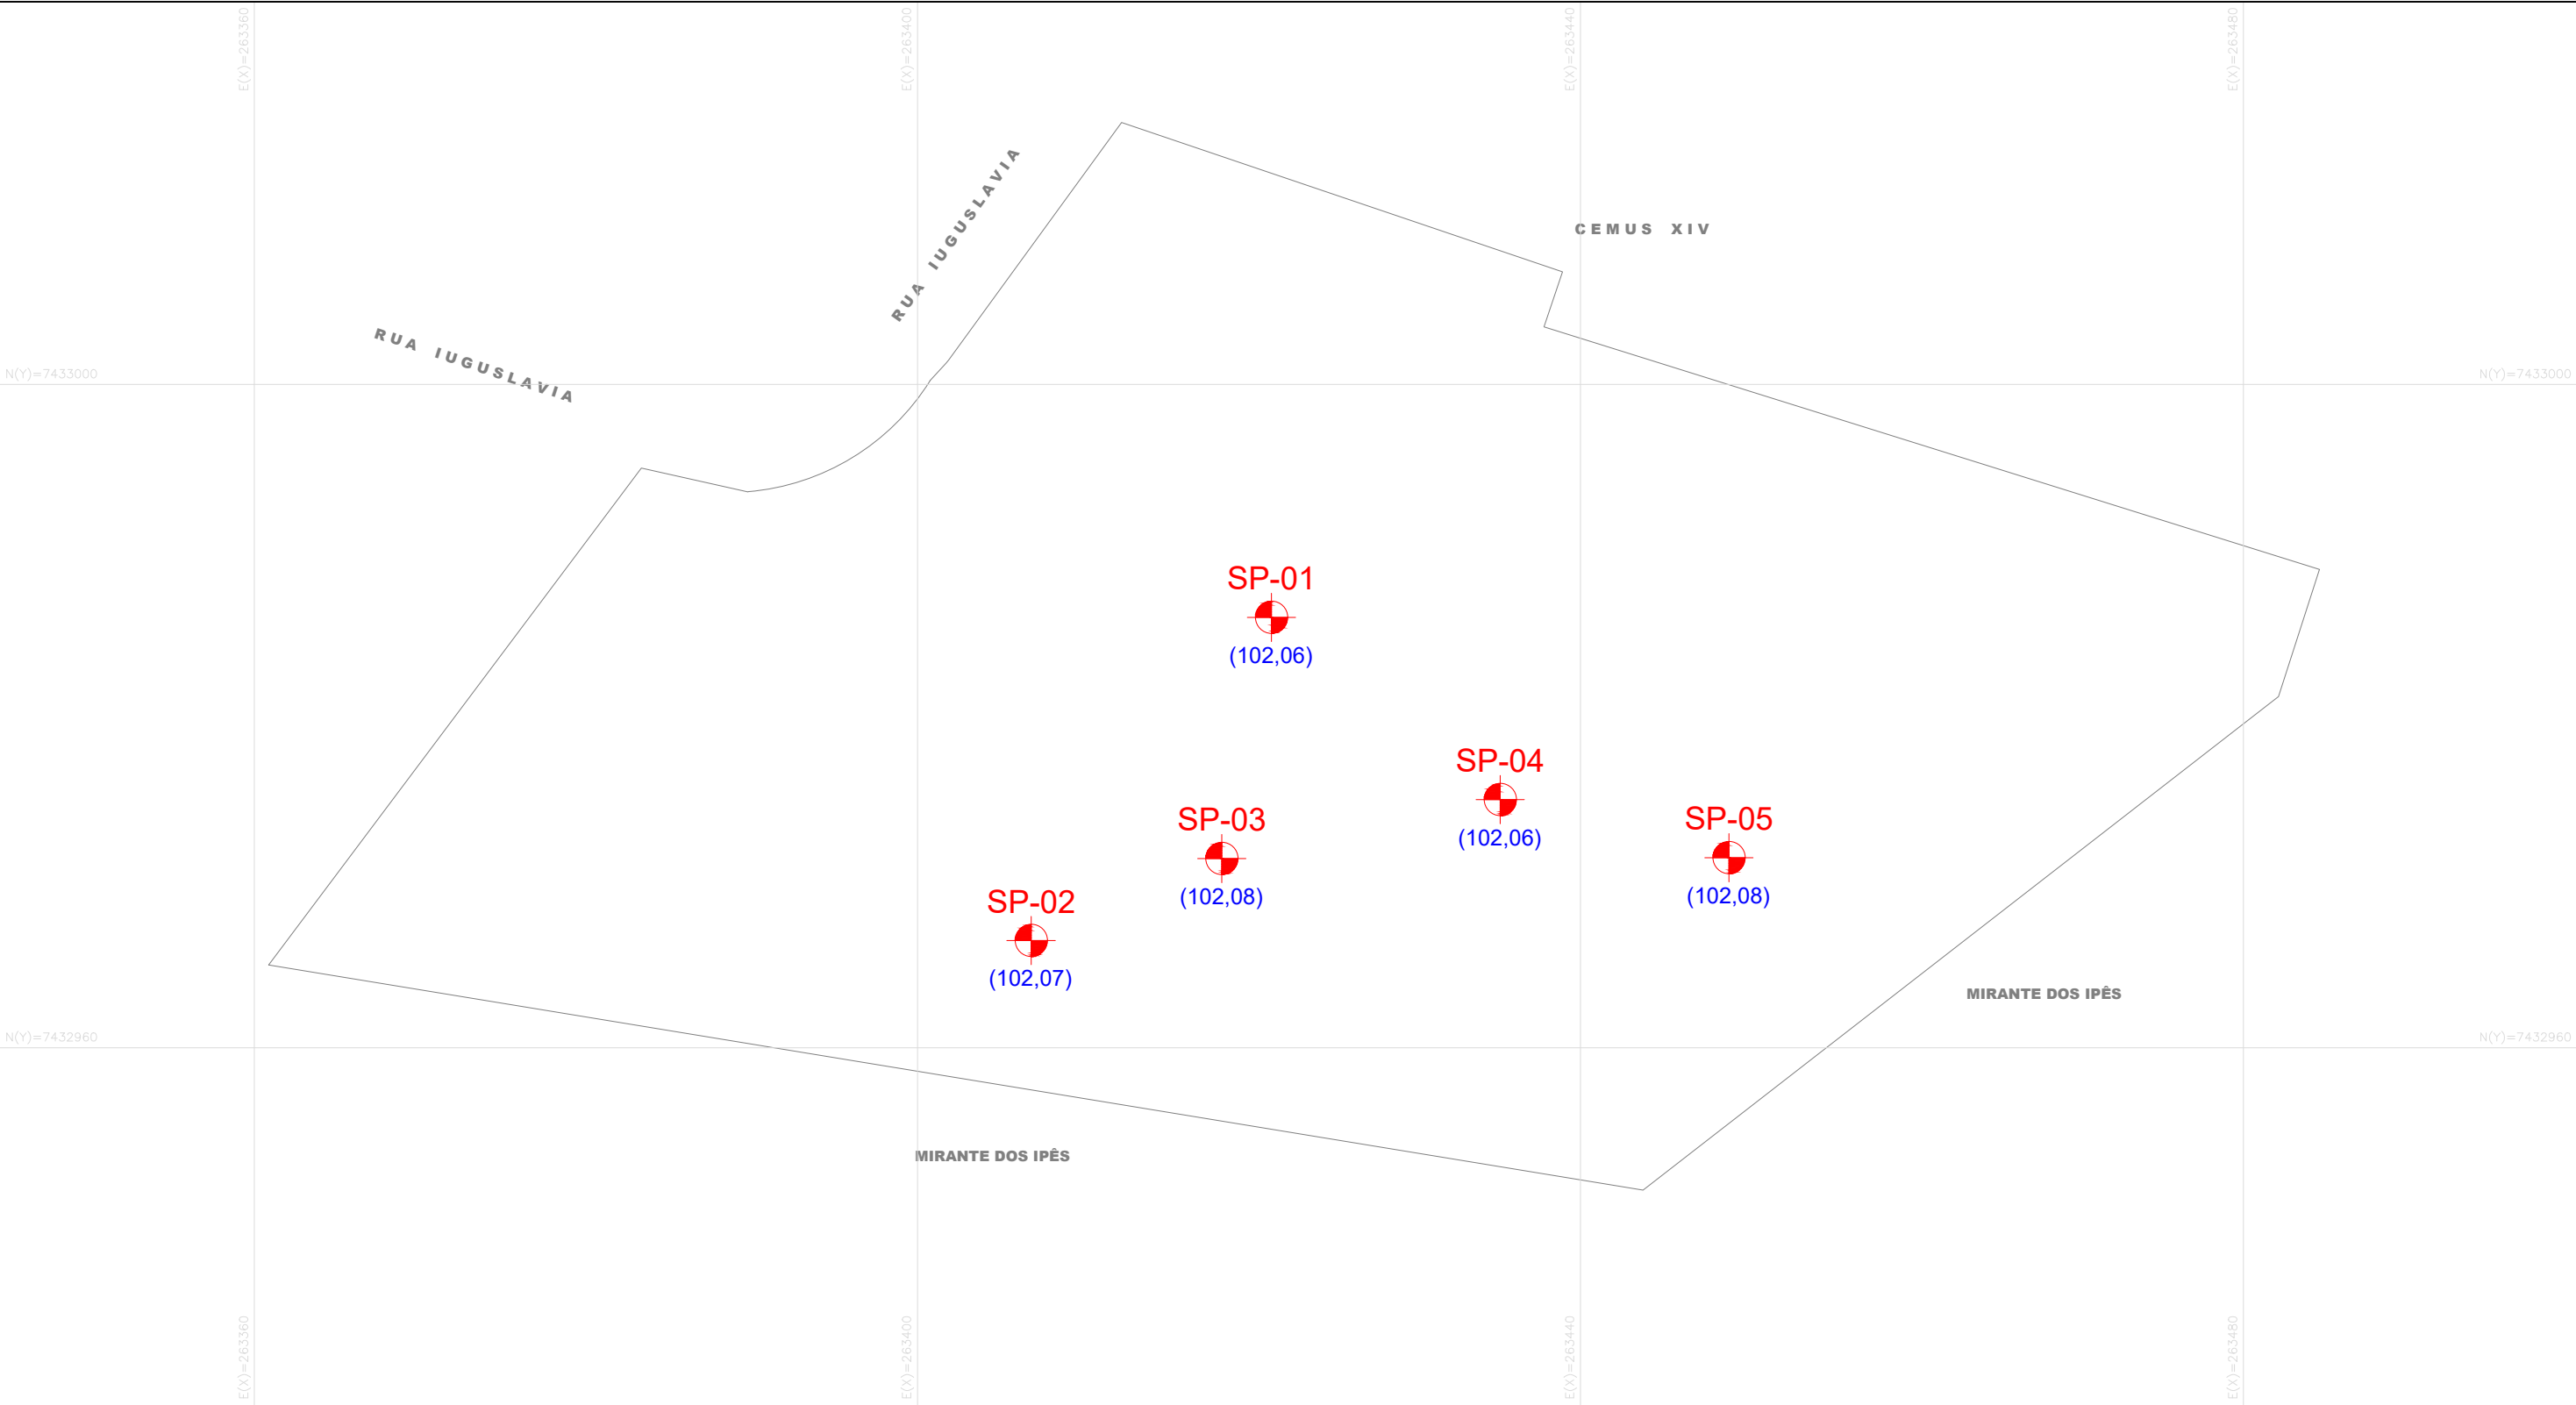 E(X)=263360
E(X)=263400
E(X)=263440
E(X)=263480
RUA IUGUSLAVIA
CEMUS XIV
RUA IUGUSLAVIA
N(Y)=7433000
N(Y)=7433000
SP-01
(102,06)
SP-04
(102,06)
SP-03
(102,08)
SP-05
(102,08)
SP-02
(102,07)
MIRANTE DOS IPÊS
N(Y)=7432960
N(Y)=7432960
MIRANTE DOS IPÊS
E(X)=263360
E(X)=263400
E(X)=263440
E(X)=263480